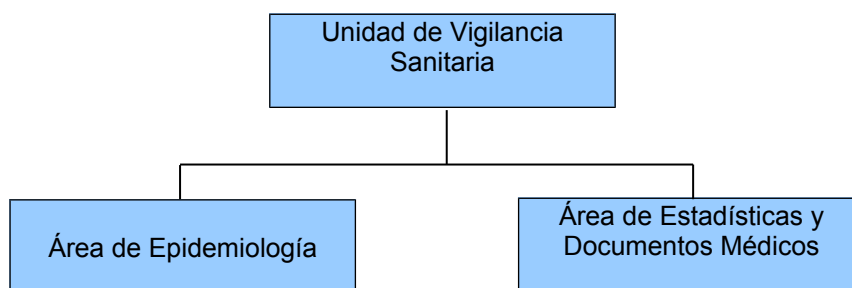 Unidad de Vigilancia
Sanitaria
Área de Epidemiología
Área de Estadísticas y
Documentos Médicos